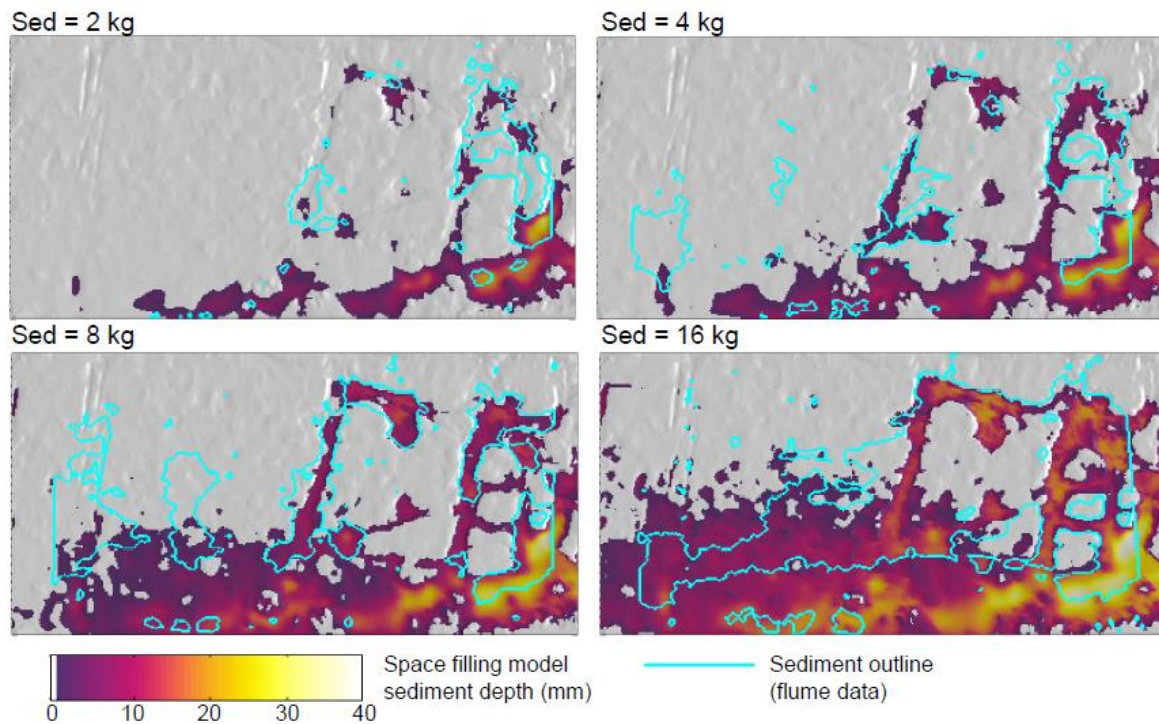 Sed = 2 kg
Sed = 4 kg
Sed = 8 kg
Sed = 16 kg
0 10 20 30 40
Space filling model
sediment depth (mm)
Sediment outline
(flume data)